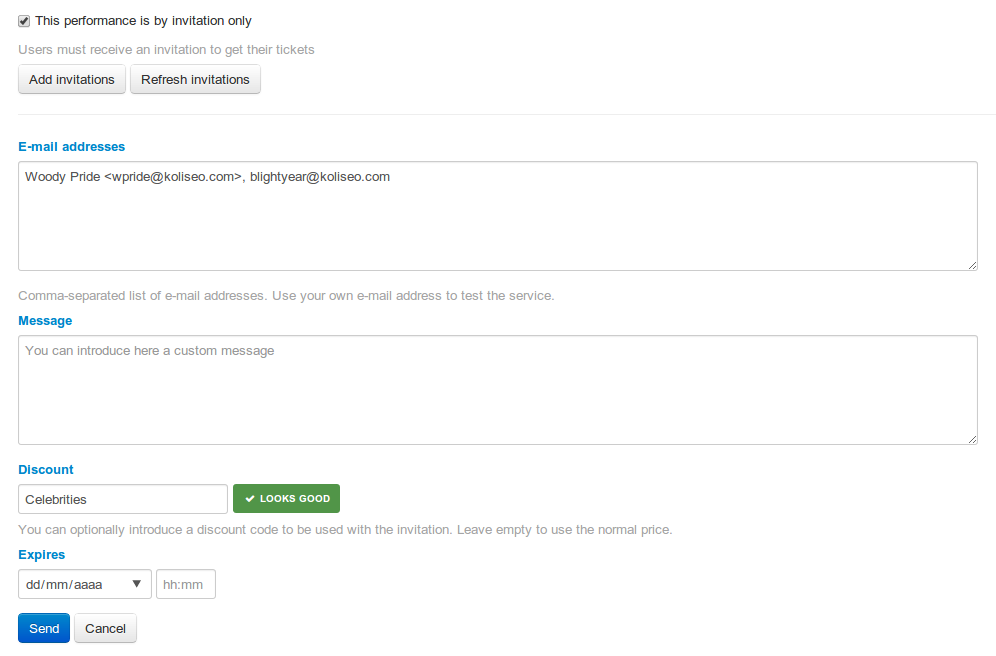 This performance is by invitation only
Users must receive an invitation to get their tickets
Add invitations Refresh invitations
E-mail addresses
Woody Pride <wpride@koliseo.com>, blightyear@koliseo.com
Comma-separated list of e-mail addresses. Use your own e-mail address to test the service.
Message
You can introduce here a custom message
Discount
Celebrities LOOKS GOOD
You can optionally introduce a discount code to be used with the invitation. Leave empty to use the normal price.
Expires
dd/mm/aaaa hh:mm
Send Cancel